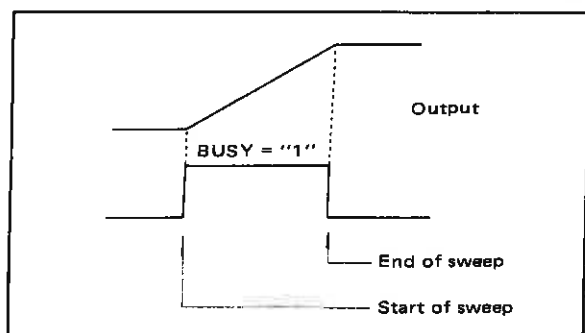 Output
BUSY = "1"
End of sweep
Start of sweep